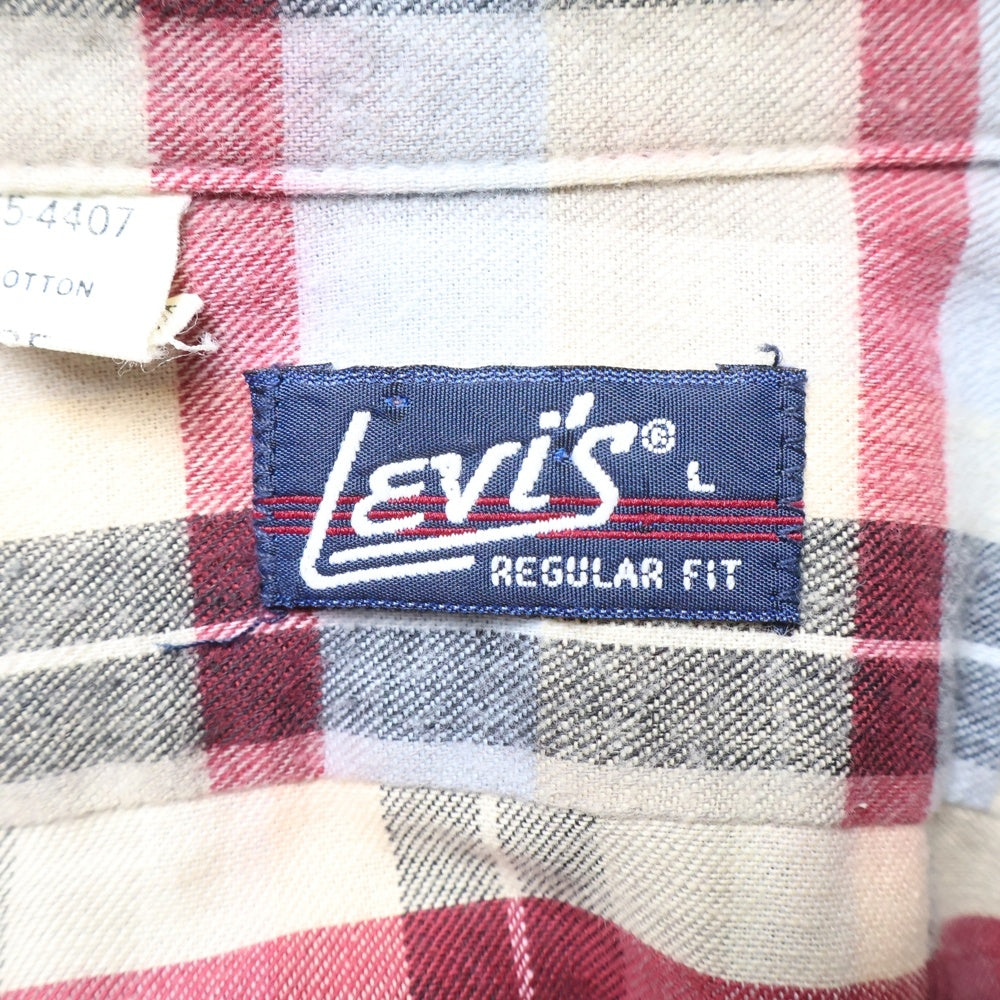 5-4407
OTTON
LEVI'S®
L
REGULAR FIT